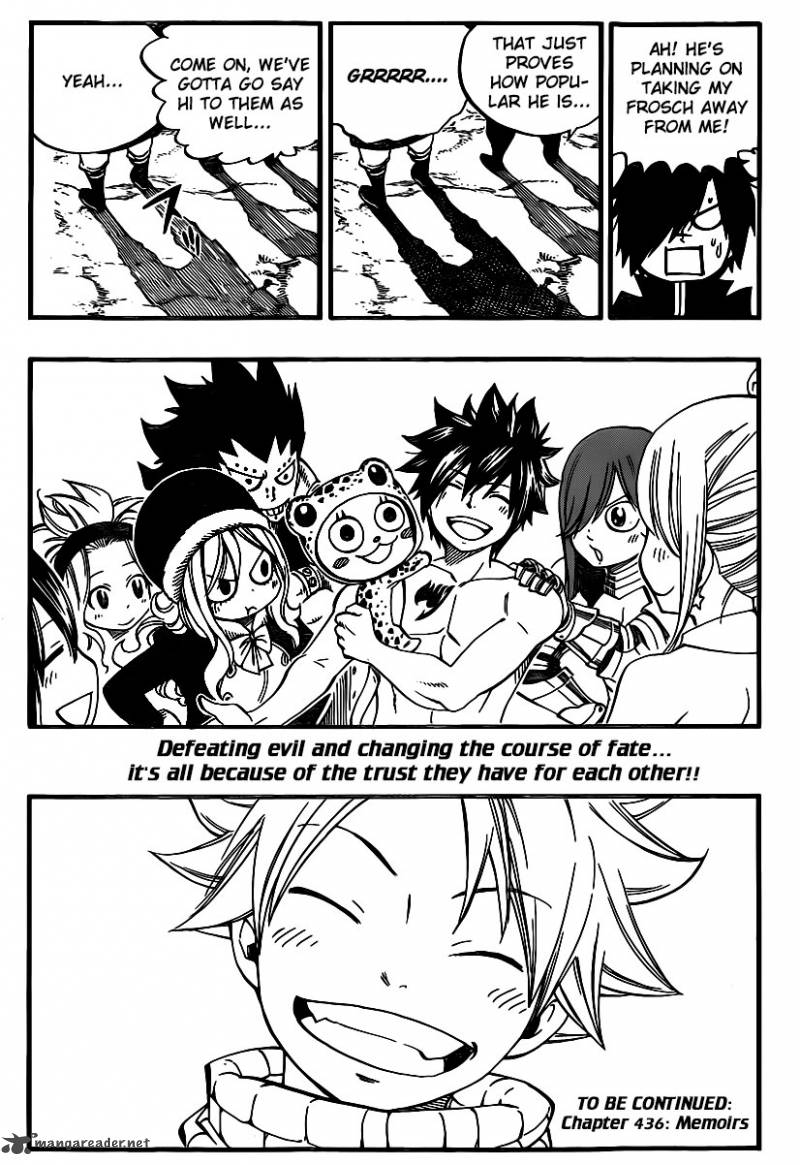 AH! HE'S
PLANNING ON
TAKING MY
FROSCH AWAY
FROM ME!
THAT JUST
PROVES
HOW POPU-
LAR HE IS...
GRRRRR....
COME ON, WE'VE
GOTTA GO SAY
HI TO THEM AS
WELL...
YEAH...
Defeating evil and changing the course of fate...
it's all because of the trust they have for each other!!
TO BE CONTINUED:
Chapter 436: Memoirs
mangareader.net